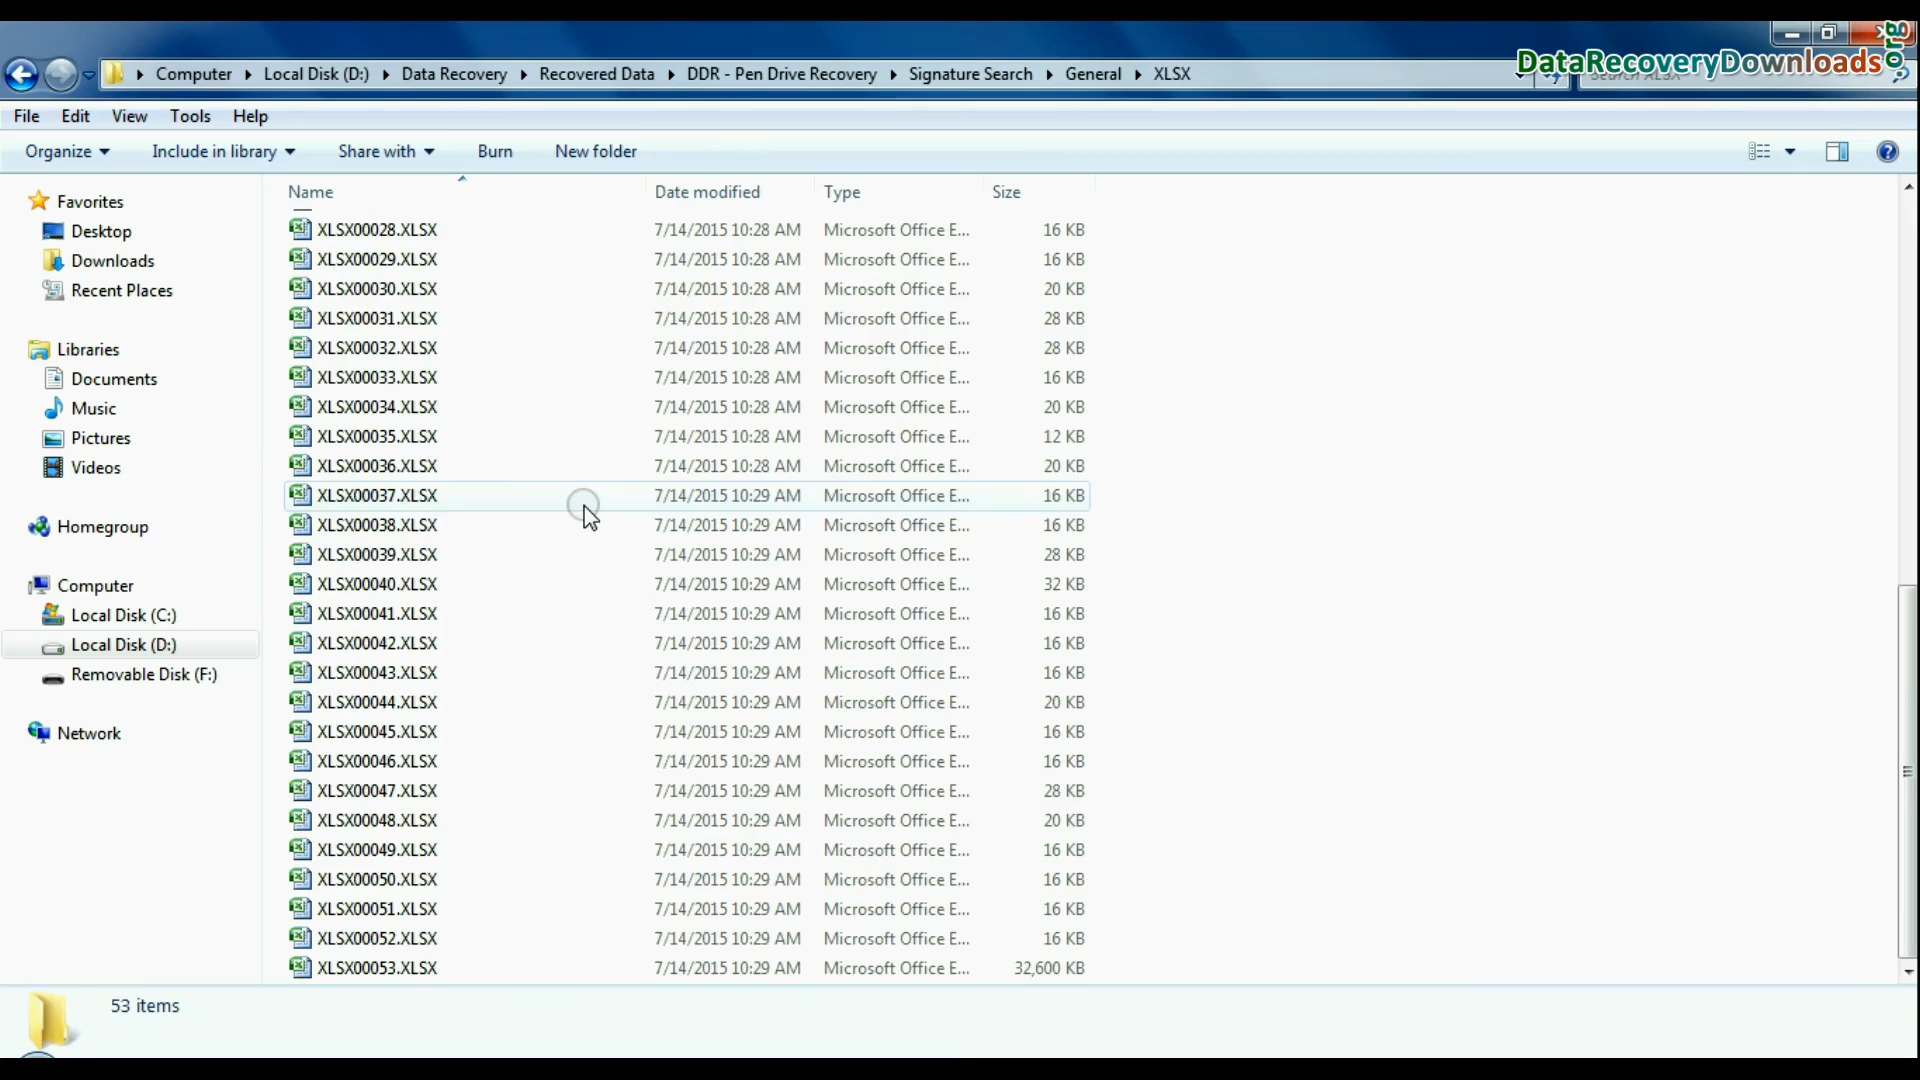 DataRecoveryDownloads.org
Computer Local Disk (D:) Data Recovery Recovered Data DDR - Pen Drive Recovery Signature Search General XLSX
Search XLSX
File Edit View Tools Help
Organize Include in library Share with Burn New folder
Favorites
Desktop
Downloads
Recent Places
Libraries
Documents
Music
Pictures
Videos
Homegroup
Computer
Local Disk (C:)
Local Disk (D:)
Removable Disk (F:)
Network
Name Date modified Type Size
XLSX00028.XLSX 7/14/2015 10:28 AM Microsoft Office E... 16 KB
XLSX00029.XLSX 7/14/2015 10:28 AM Microsoft Office E... 16 KB
XLSX00030.XLSX 7/14/2015 10:28 AM Microsoft Office E... 20 KB
XLSX00031.XLSX 7/14/2015 10:28 AM Microsoft Office E... 28 KB
XLSX00032.XLSX 7/14/2015 10:28 AM Microsoft Office E... 28 KB
XLSX00033.XLSX 7/14/2015 10:28 AM Microsoft Office E... 16 KB
XLSX00034.XLSX 7/14/2015 10:28 AM Microsoft Office E... 20 KB
XLSX00035.XLSX 7/14/2015 10:28 AM Microsoft Office E... 12 KB
XLSX00036.XLSX 7/14/2015 10:28 AM Microsoft Office E... 20 KB
XLSX00037.XLSX 7/14/2015 10:29 AM Microsoft Office E... 16 KB
XLSX00038.XLSX 7/14/2015 10:29 AM Microsoft Office E... 16 KB
XLSX00039.XLSX 7/14/2015 10:29 AM Microsoft Office E... 28 KB
XLSX00040.XLSX 7/14/2015 10:29 AM Microsoft Office E... 32 KB
XLSX00041.XLSX 7/14/2015 10:29 AM Microsoft Office E... 16 KB
XLSX00042.XLSX 7/14/2015 10:29 AM Microsoft Office E... 16 KB
XLSX00043.XLSX 7/14/2015 10:29 AM Microsoft Office E... 16 KB
XLSX00044.XLSX 7/14/2015 10:29 AM Microsoft Office E... 20 KB
XLSX00045.XLSX 7/14/2015 10:29 AM Microsoft Office E... 16 KB
XLSX00046.XLSX 7/14/2015 10:29 AM Microsoft Office E... 16 KB
XLSX00047.XLSX 7/14/2015 10:29 AM Microsoft Office E... 28 KB
XLSX00048.XLSX 7/14/2015 10:29 AM Microsoft Office E... 20 KB
XLSX00049.XLSX 7/14/2015 10:29 AM Microsoft Office E... 16 KB
XLSX00050.XLSX 7/14/2015 10:29 AM Microsoft Office E... 16 KB
XLSX00051.XLSX 7/14/2015 10:29 AM Microsoft Office E... 16 KB
XLSX00052.XLSX 7/14/2015 10:29 AM Microsoft Office E... 16 KB
XLSX00053.XLSX 7/14/2015 10:29 AM Microsoft Office E... 32,600 KB
53 items